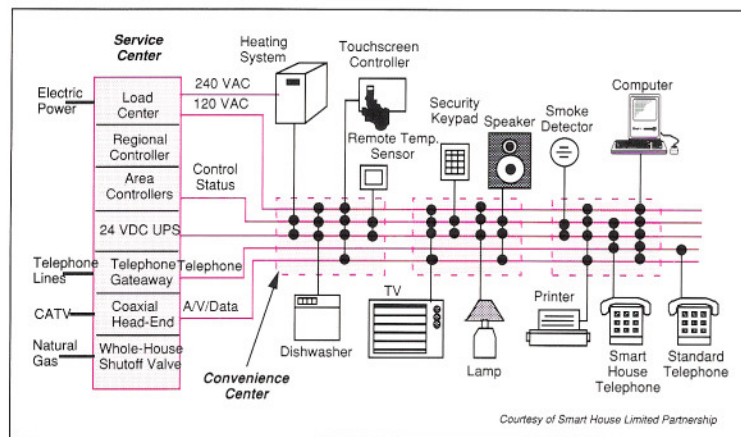 Service
Center
Heating
System
Touchscreen
Controller
Computer
Electric
Power
240 VAC
120 VAC
Load
Center
Security
Keypad
Speaker
Smoke
Detector
Regional
Controller
Remote Temp.
Sensor
Area
Controllers
Control
Status
24 VDC UPS
Telephone
Lines
Telephone
Gateaway
Telephone
CATV
Coaxial
Head-End
A/V/Data
TV
Printer
Natural
Gas
Whole-House
Shutoff Valve
Dishwasher
Lamp
Smart
House
Telephone
Standard
Telephone
Convenience
Center
Courtesy of Smart House Limited Partnership